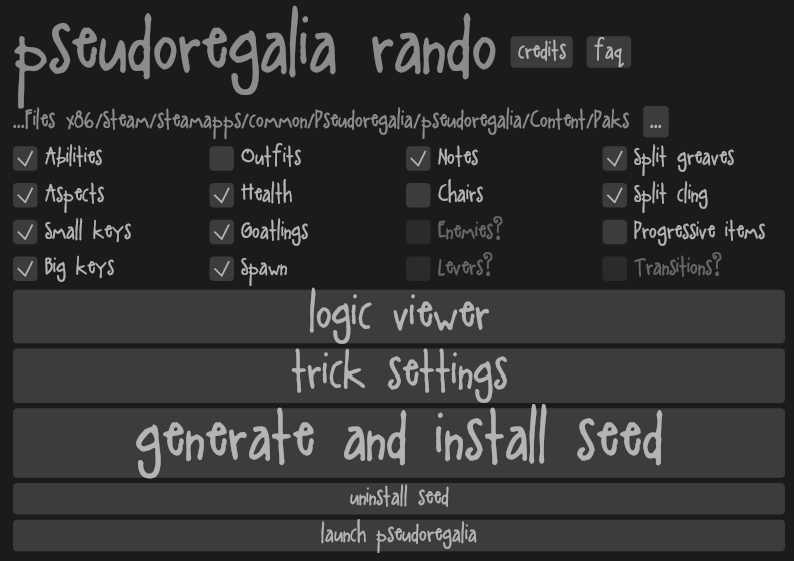 pseudoregalia rando credits faq
...Files x86/Steam/steamapps/common/Pseudoregalia/pseudoregalia/Content/Paks ...
Abilities Outfits Notes Split greaves
Aspects Health Chairs Split cling
Small keys Goatlings Enemies? Progressive items
Big keys Spawn Levers? Transitions?
logic viewer
trick settings
generate and install seed
uninstall seed
launch pseudoregalia